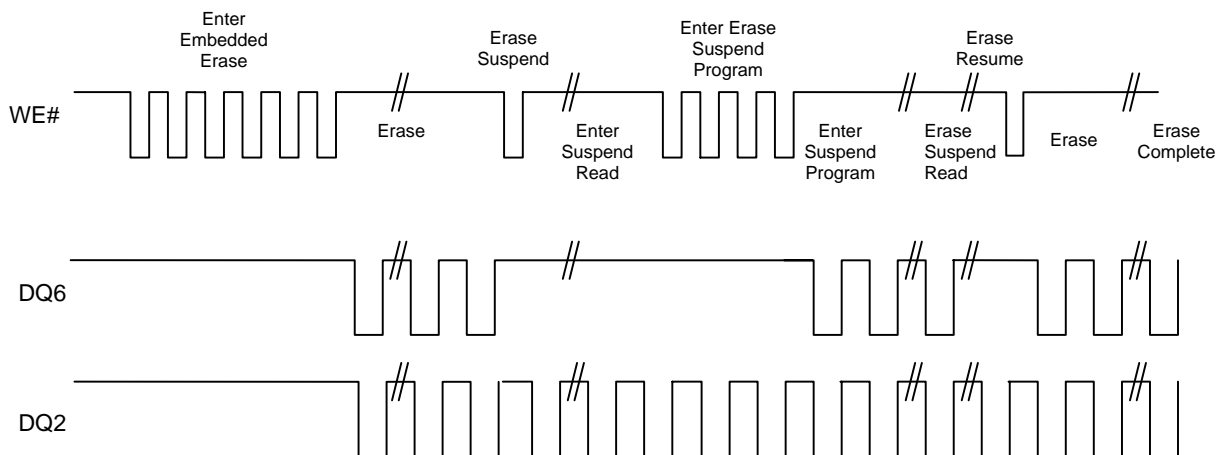 Enter
Embedded
Erase
Erase
Suspend
Enter Erase
Suspend
Program
Erase
Resume
WE#
Erase
Enter
Suspend
Read
Enter
Suspend
Program
Erase
Suspend
Read
Erase
Erase
Complete
DQ6
DQ2